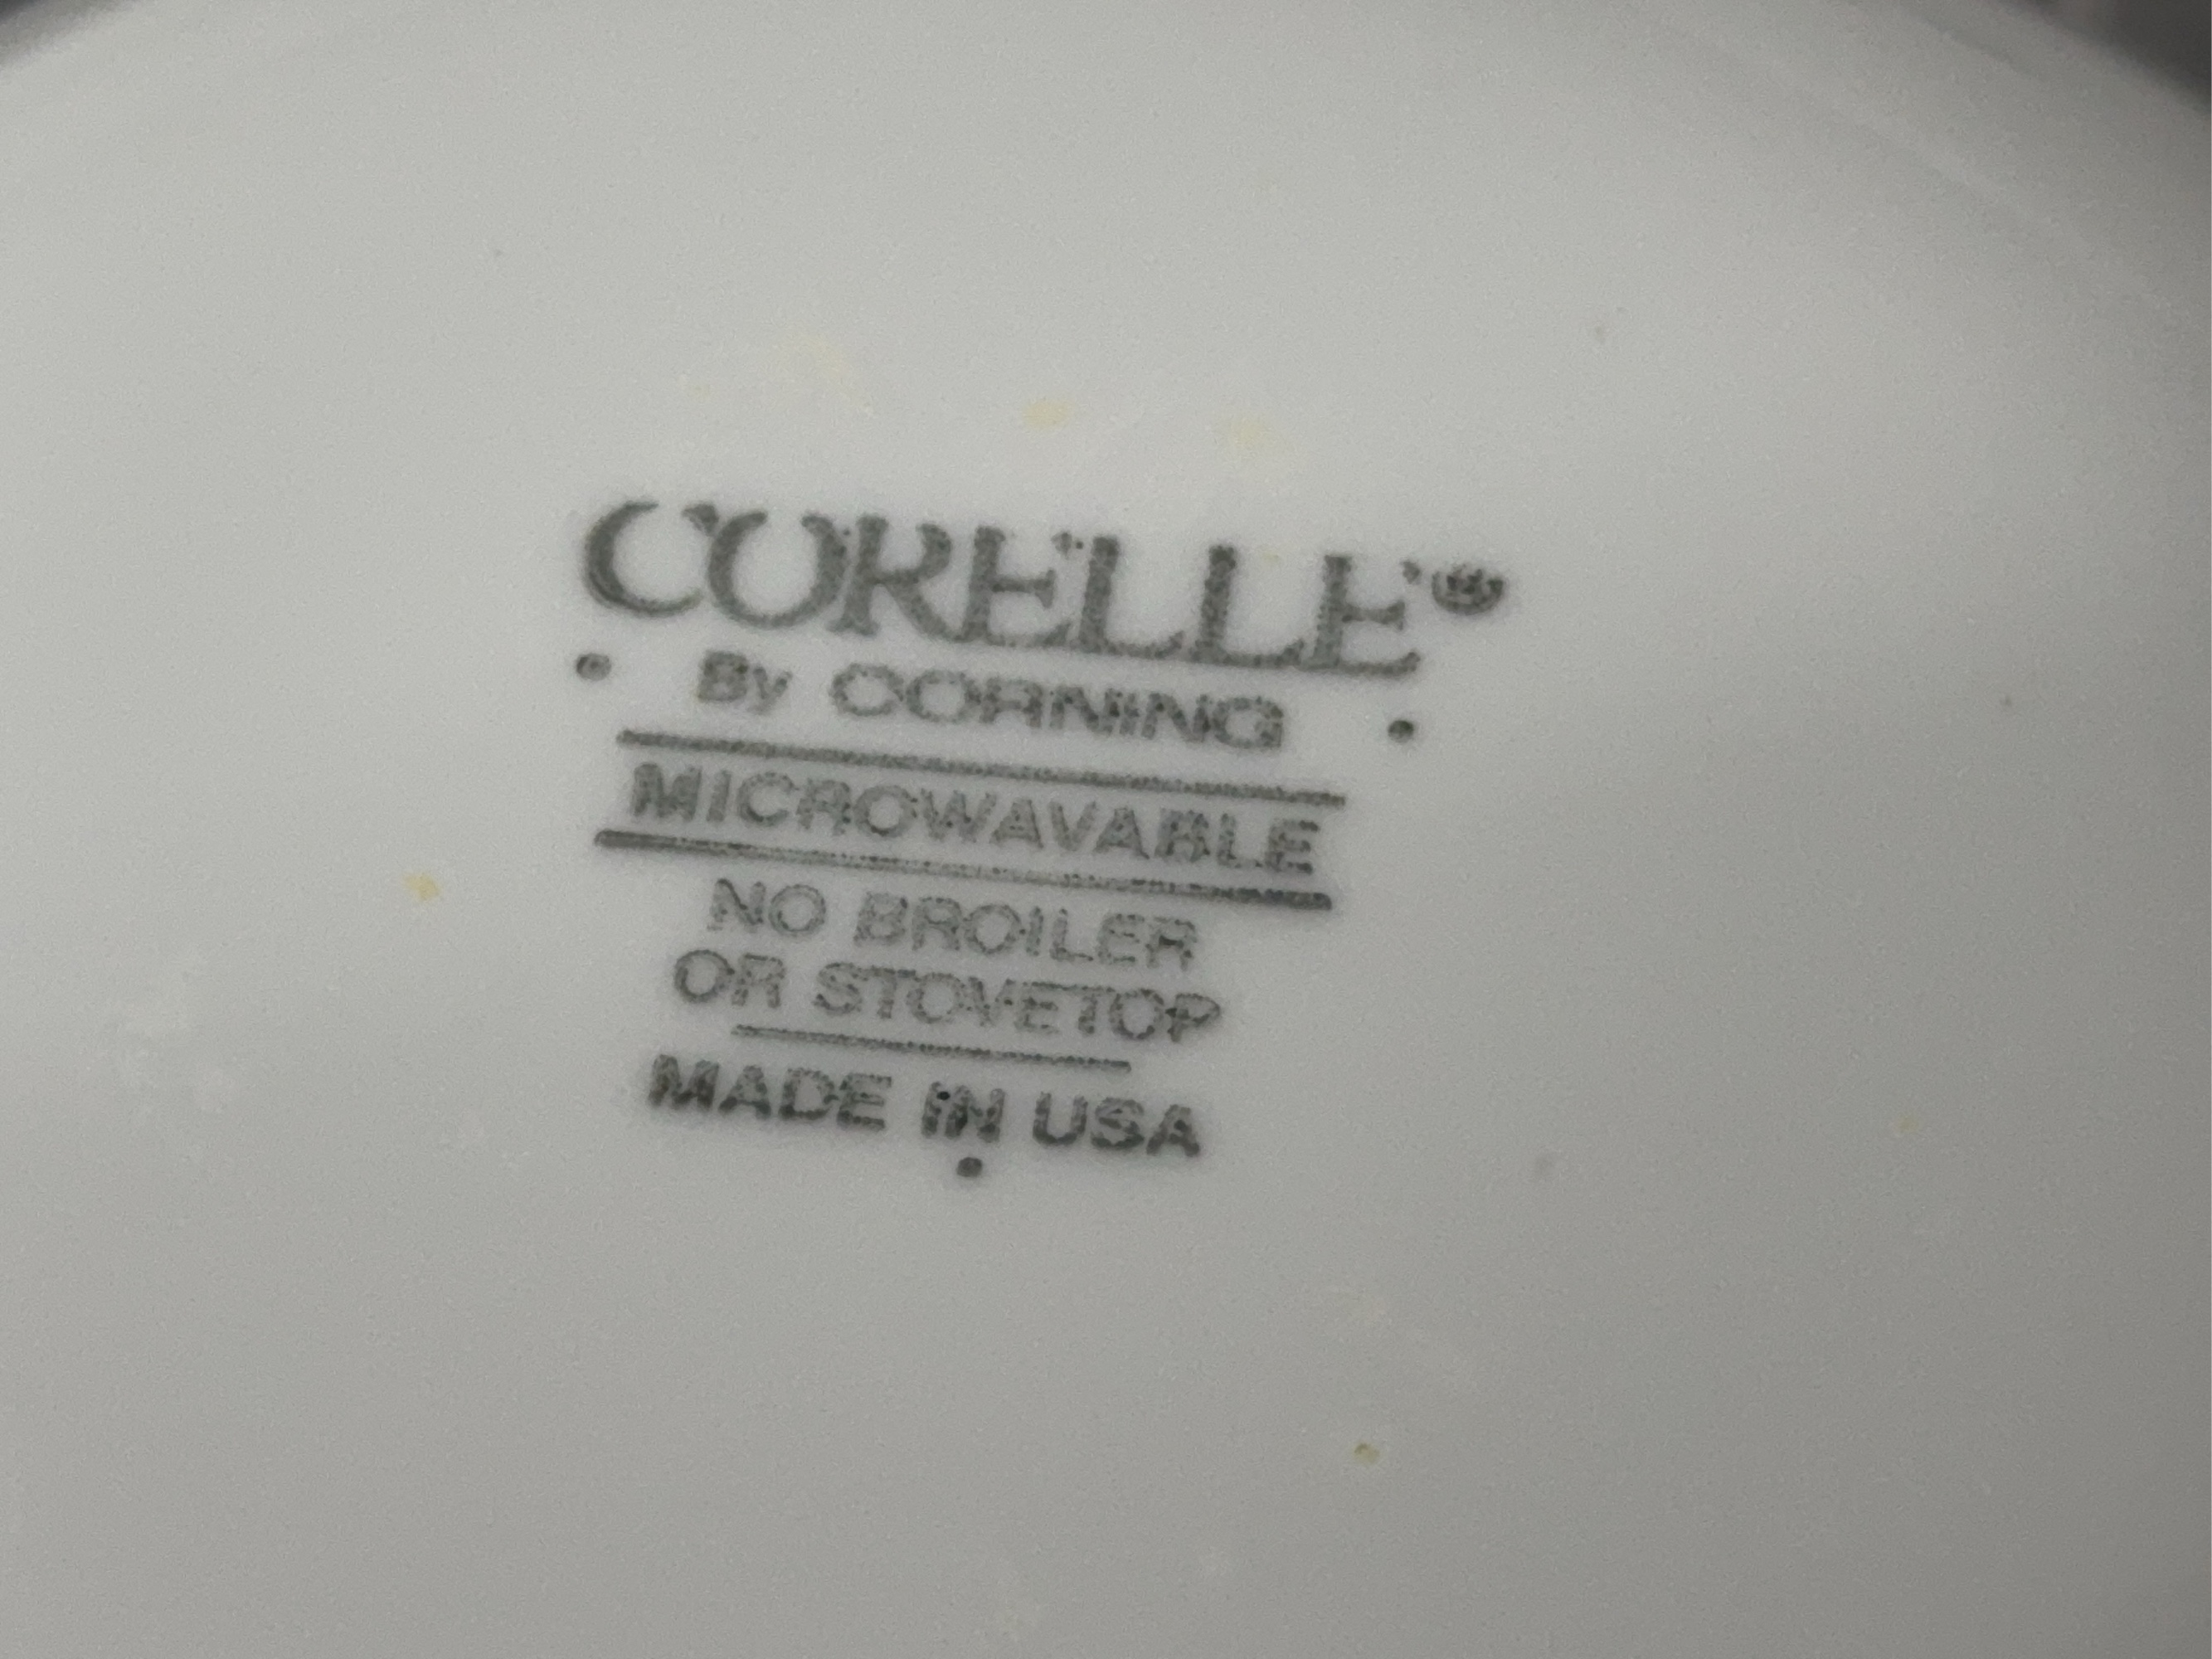 CORELLE®
By CORNING
MICROWAVABLE
NO BROILER
OR STOVETOP
MADE IN USA